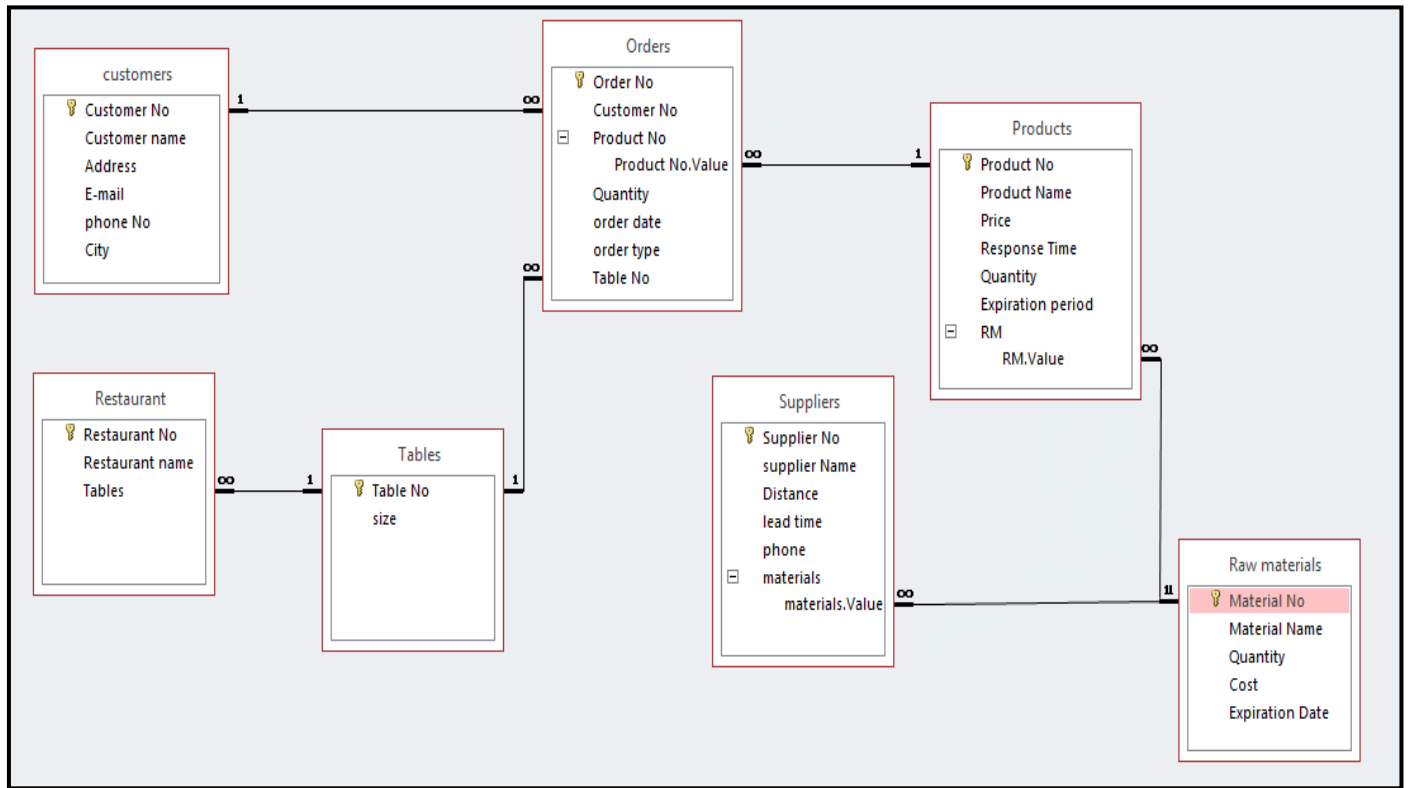 customers
Customer No
Customer name
Address
E-mail
phone No
City
1
∞
Orders
Order No
Customer No
Product No
Product No.Value
Quantity
order date
order type
Table No
∞
∞
1
Products
Product No
Product Name
Price
Response Time
Quantity
Expiration period
RM
RM.Value
∞
Restaurant
Restaurant No
Restaurant name
Tables
∞
1
Tables
Table No
size
1
Suppliers
Supplier No
supplier Name
Distance
lead time
phone
materials
materials.Value
∞
11
Raw materials
Material No
Material Name
Quantity
Cost
Expiration Date